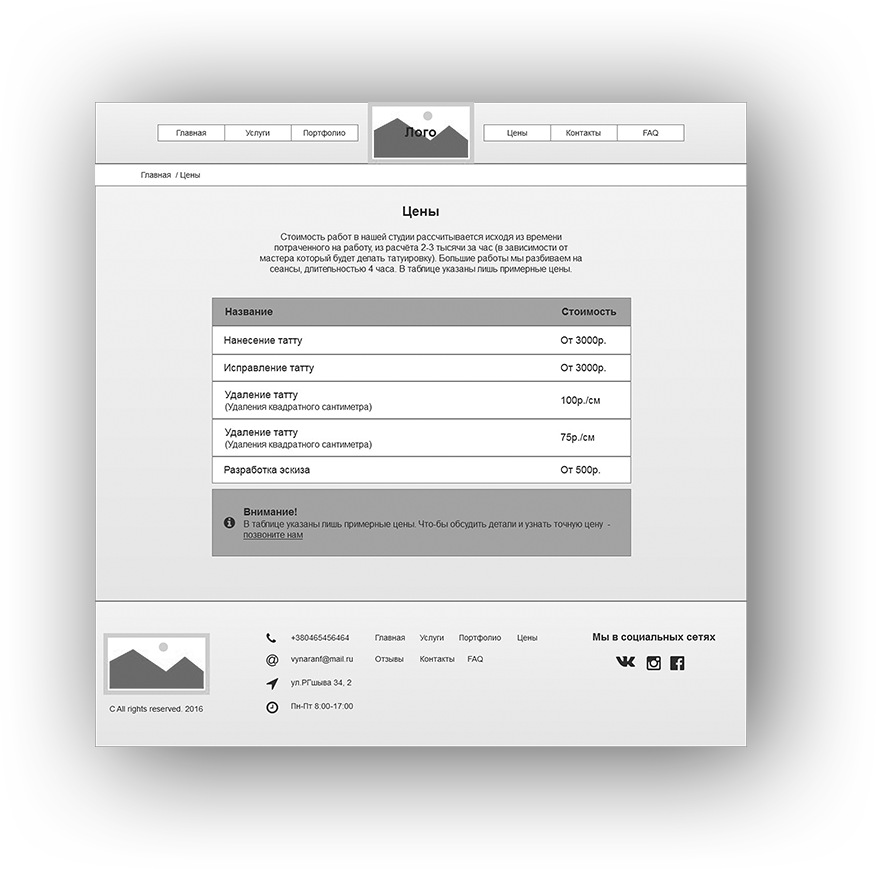 Главная Услуги Портфолио Лого Цены Контакты FAQ
Главная / Цены
Цены
Стоимость работ в нашей студии рассчитывается исходя из времени
потраченного на работу, из расчёта 2-3 тысячи за час (в зависимости от
мастера который будет делать татуировку). Большие работы мы разбиваем на
сеансы, длительностью 4 часа. В таблице указаны лишь примерные цены.
Название Стоимость
Нанесение татту От 3000р.
Исправление татту От 3000р.
Удаление татту
(Удаления квадратного сантиметра) 100р./см
Удаление татту
(Удаления квадратного сантиметра) 75р./см
Разработка эскиза От 500р.
Внимание!
В таблице указаны лишь примерные цены. Что-бы обсудить детали и узнать точную цену -
позвоните нам
+380465456464 Главная Услуги Портфолио Цены
vynaranf@mail.ru Отзывы Контакты FAQ
ул.РГшыва 34, 2
Пн-Пт 8:00-17:00
Мы в социальных сетях
C All rights reserved. 2016